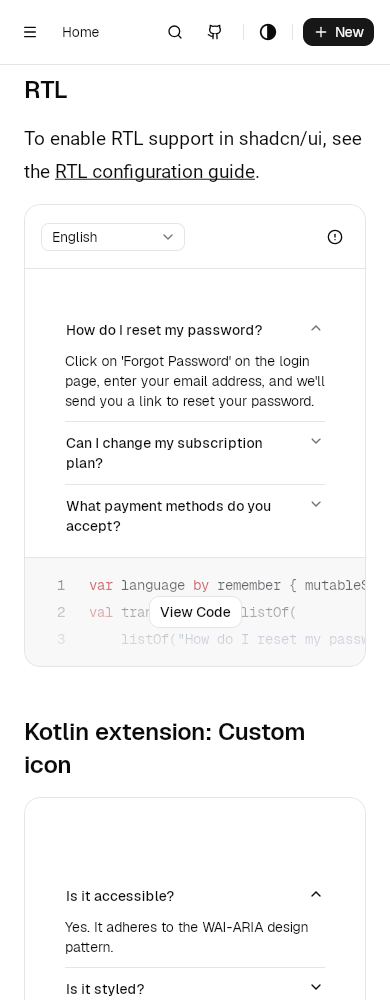 Home
New
RTL
To enable RTL support in shadcn/ui, see
the RTL configuration guide.
English
How do I reset my password?
Click on 'Forgot Password' on the login
page, enter your email address, and we'll
send you a link to reset your password.
Can I change my subscription
plan?
What payment methods do you
accept?
1 var language by remember { mutableS
2 val tran listOf(
View Code
3 listOf("How do I reset my passw
Kotlin extension: Custom
icon
Is it accessible?
Yes. It adheres to the WAI-ARIA design
pattern.
Is it styled?